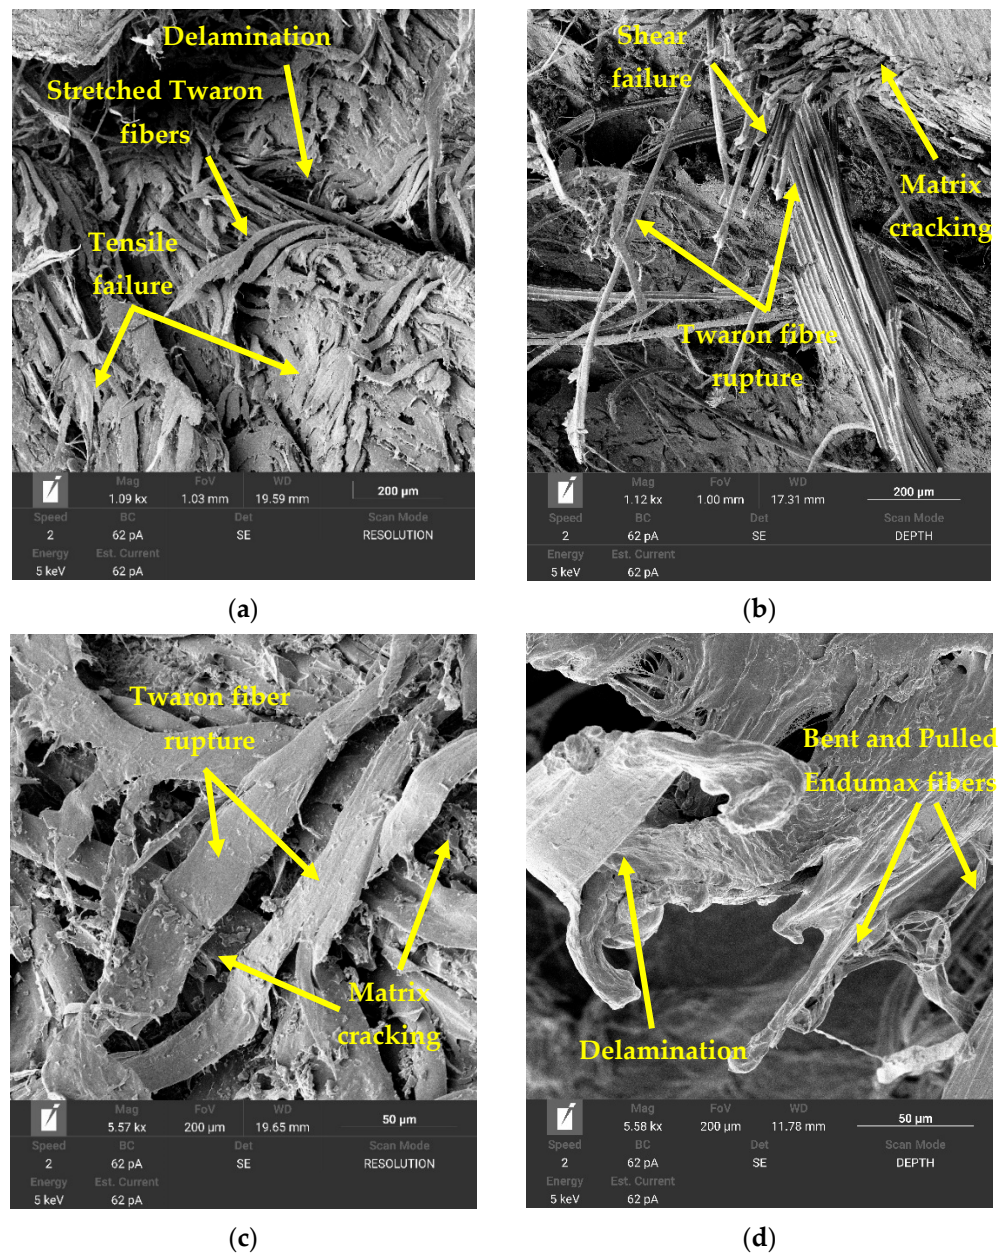 Delamination
Stretched Twaron
fibers
Tensile
failure
Mag FoV WD
1.09 kx 1.03 mm 19.59 mm 200 µm
Speed BC Det Scan Mode
2 62 pA SE RESOLUTION
Energy Est. Current
5 keV 62 pA
(a)
Shear
failure
Matrix
cracking
Twaron fibre
rupture
Mag FoV WD
1.12 kx 1.00 mm 17.31 mm 200 µm
Speed BC Det Scan Mode
2 62 pA SE DEPTH
Energy Est. Current
5 keV 62 pA
(b)
Twaron fiber
rupture
Matrix
cracking
Mag FoV WD
5.57 kx 200 µm 19.65 mm 50 µm
Speed BC Det Scan Mode
2 62 pA SE RESOLUTION
Energy Est. Current
5 keV 62 pA
(c)
Bent and Pulled
Endumax fibers
Delamination
Mag FoV WD
5.58 kx 200 µm 11.78 mm 50 µm
Speed BC Det Scan Mode
2 62 pA SE DEPTH
Energy Est. Current
5 keV 62 pA
(d)